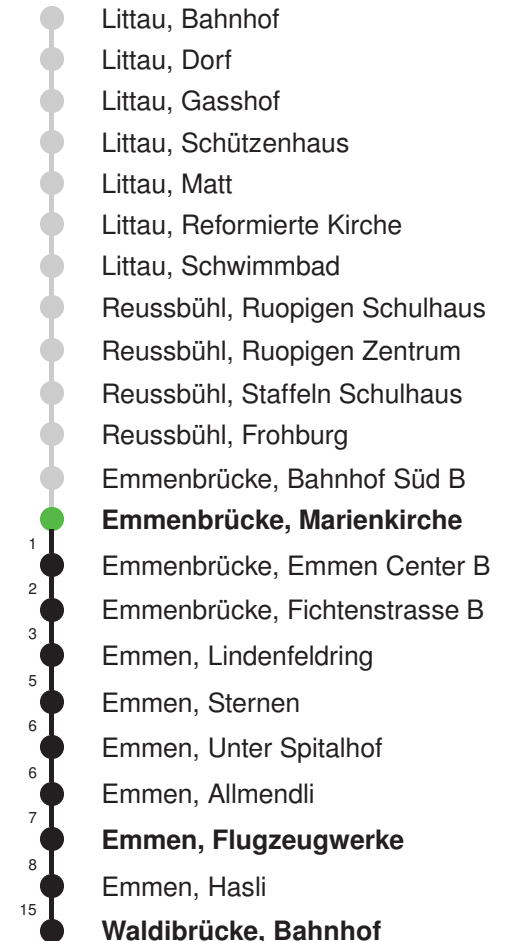 Littau, Bahnhof
Littau, Dorf
Littau, Gasshof
Littau, Schützenhaus
Littau, Matt
Littau, Reformierte Kirche
Littau, Schwimmbad
Reussbühl, Ruopigen Schulhaus
Reussbühl, Ruopigen Zentrum
Reussbühl, Staffeln Schulhaus
Reussbühl, Frohburg
Emmenbrücke, Bahnhof Süd B
Emmenbrücke, Marienkirche
1 Emmenbrücke, Emmen Center B
2 Emmenbrücke, Fichtenstrasse B
3 Emmen, Lindenfeldring
5 Emmen, Sternen
6 Emmen, Unter Spitalhof
6 Emmen, Allmendli
7 Emmen, Flugzeugwerke
8 Emmen, Hasli
15 Waldibrücke, Bahnhof